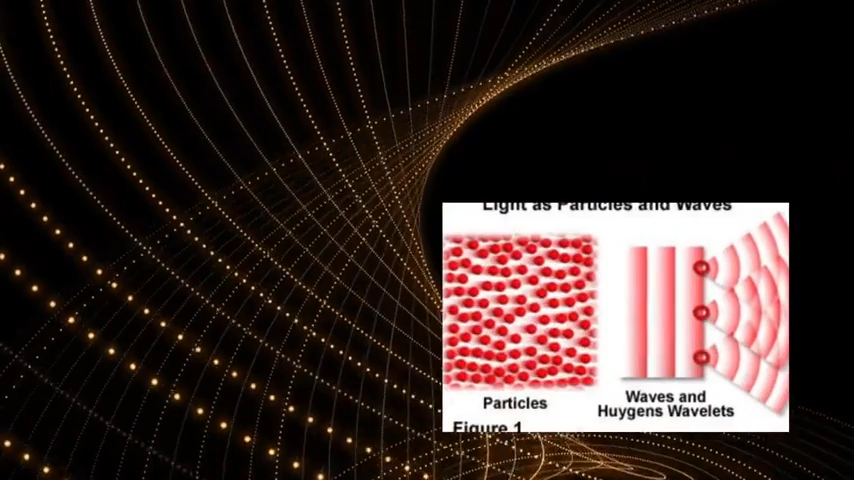 Light as Particles and Waves
Particles
Waves and
Huygens Wavelets
Figure 1